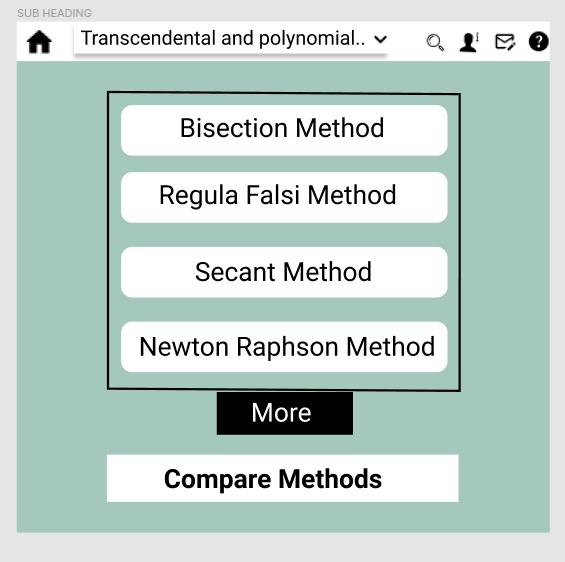 SUB HEADING
Transcendental and polynomial..
Bisection Method
Regula Falsi Method
Secant Method
Newton Raphson Method
More
Compare Methods